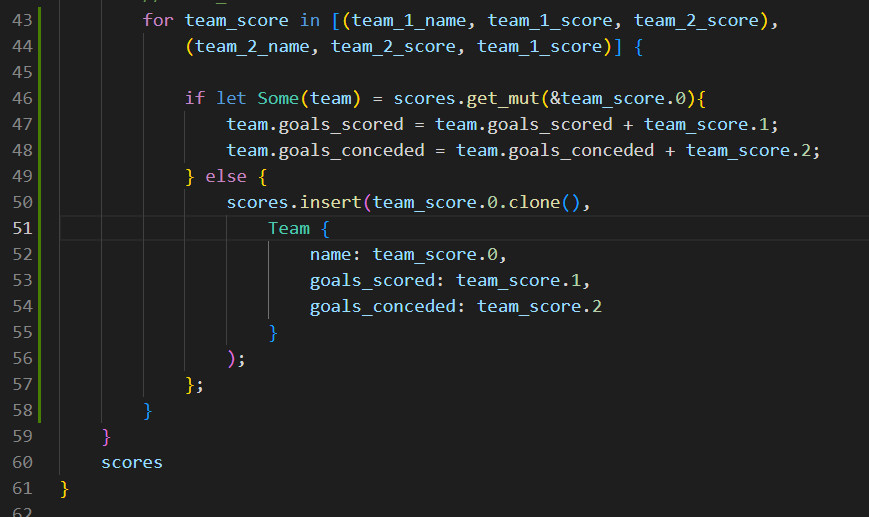 43 for team_score in [(team_1_name, team_1_score, team_2_score),
44 (team_2_name, team_2_score, team_1_score)] {
45
46 if let Some(team) = scores.get_mut(&team_score.0){
47 team.goals_scored = team.goals_scored + team_score.1;
48 team.goals_conceded = team.goals_conceded + team_score.2;
49 } else {
50 scores.insert(team_score.0.clone(),
51 Team {
52 name: team_score.0,
53 goals_scored: team_score.1,
54 goals_conceded: team_score.2
55 }
56 );
57 };
58 }
59 }
60 scores
61 }
62